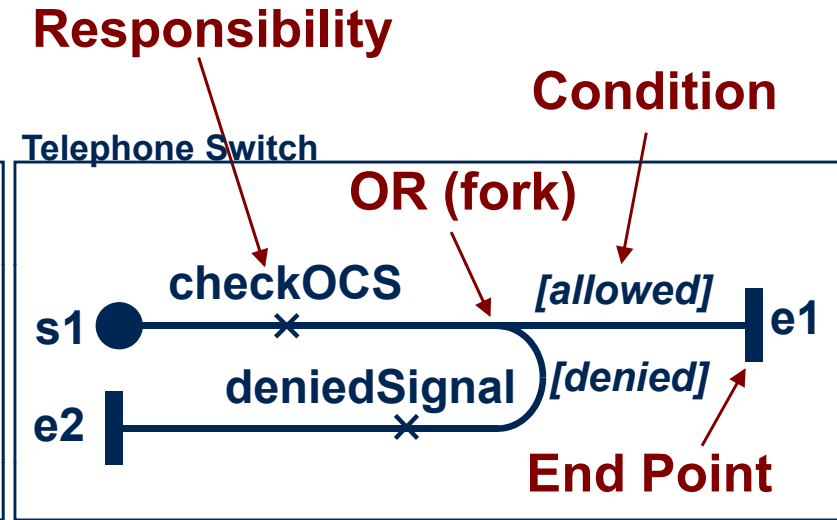 Responsibility
Condition
Telephone Switch
OR (fork)
checkOCS
[allowed]
s1
e1
deniedSignal
[denied]
e2
End Point